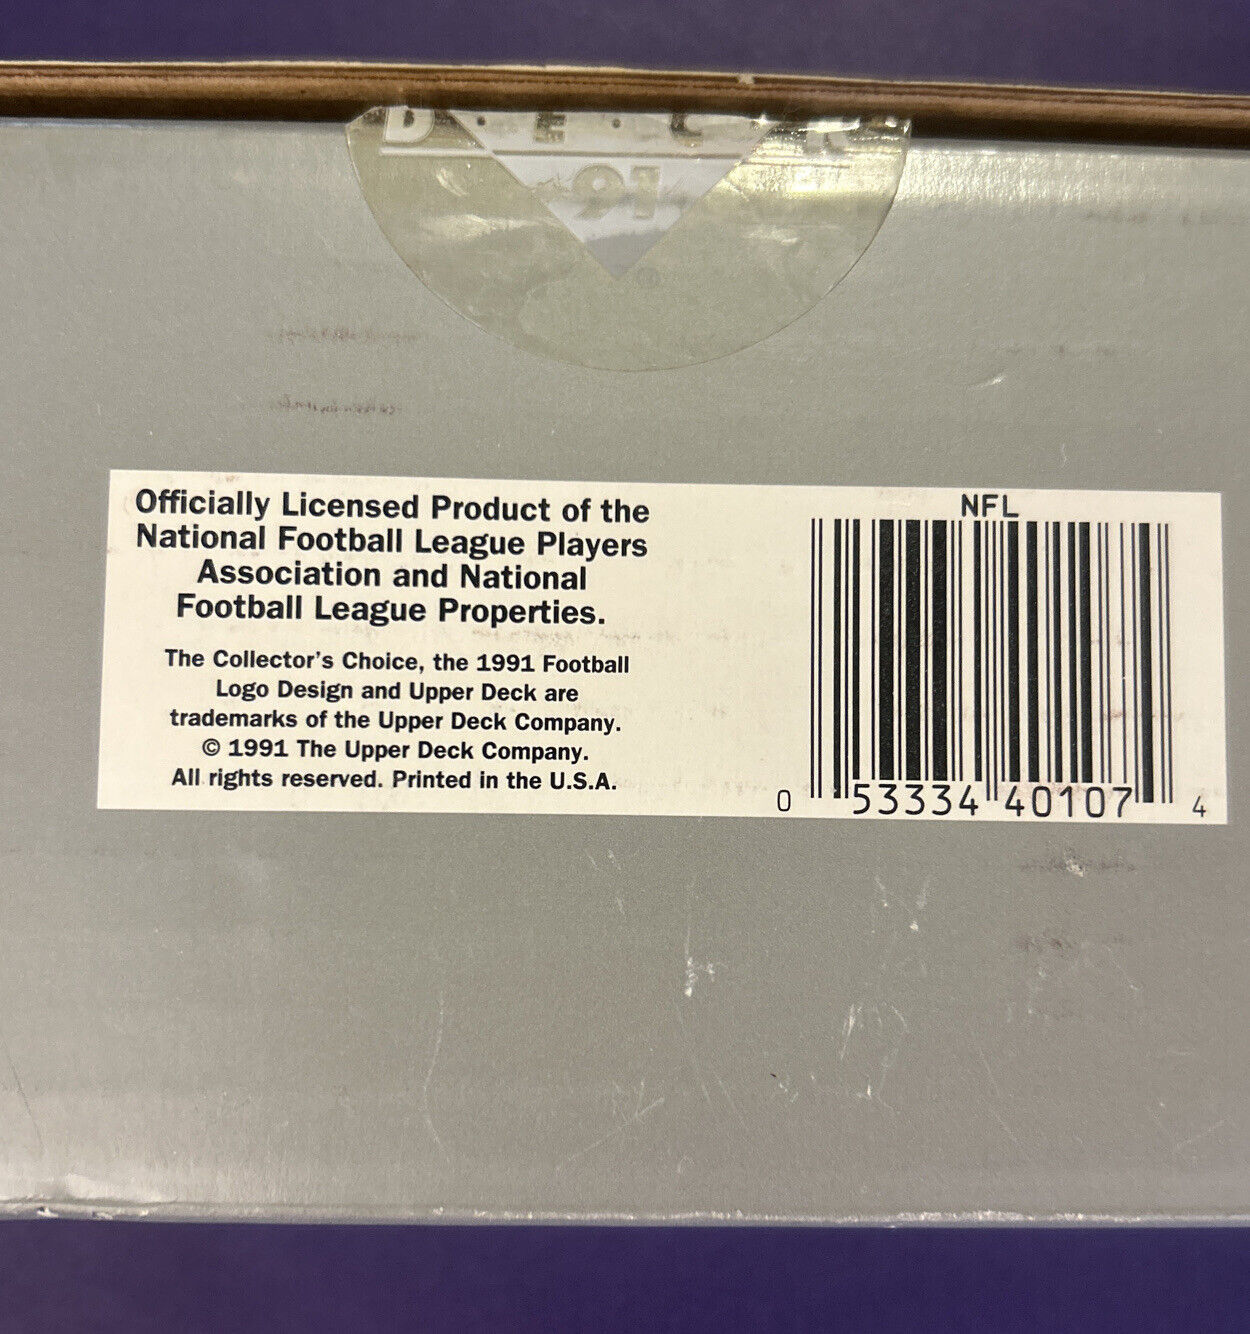 D·E·C·K
91
®
Officially Licensed Product of the
National Football League Players
Association and National
Football League Properties.
The Collector's Choice, the 1991 Football
Logo Design and Upper Deck are
trademarks of the Upper Deck Company.
© 1991 The Upper Deck Company.
All rights reserved. Printed in the U.S.A.
NFL
0 53334 40107 4